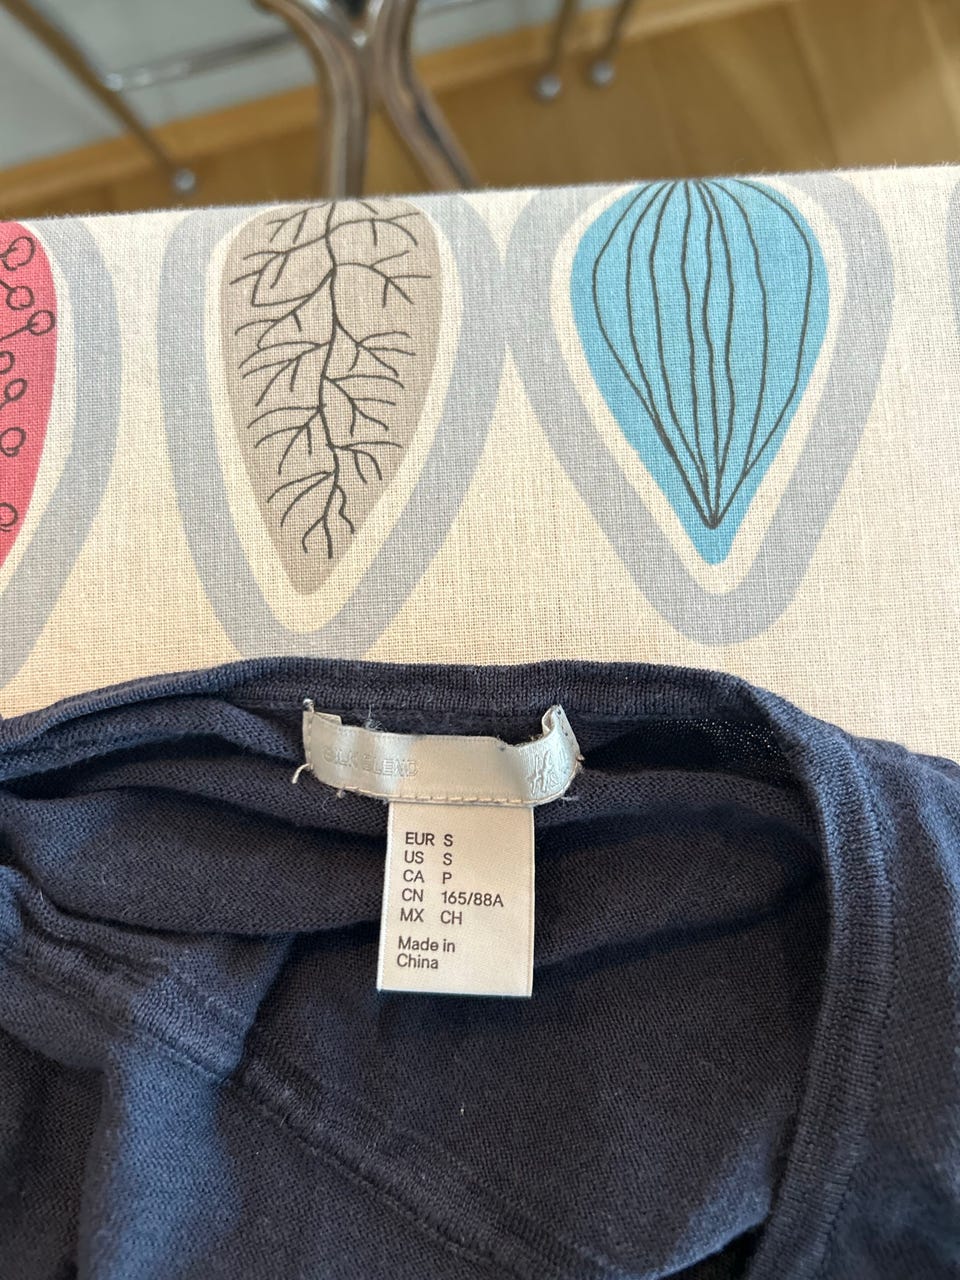 SILK BLEND
H&M
EUR S
US S
CA P
CN 165/88A
MX CH
Made in
China